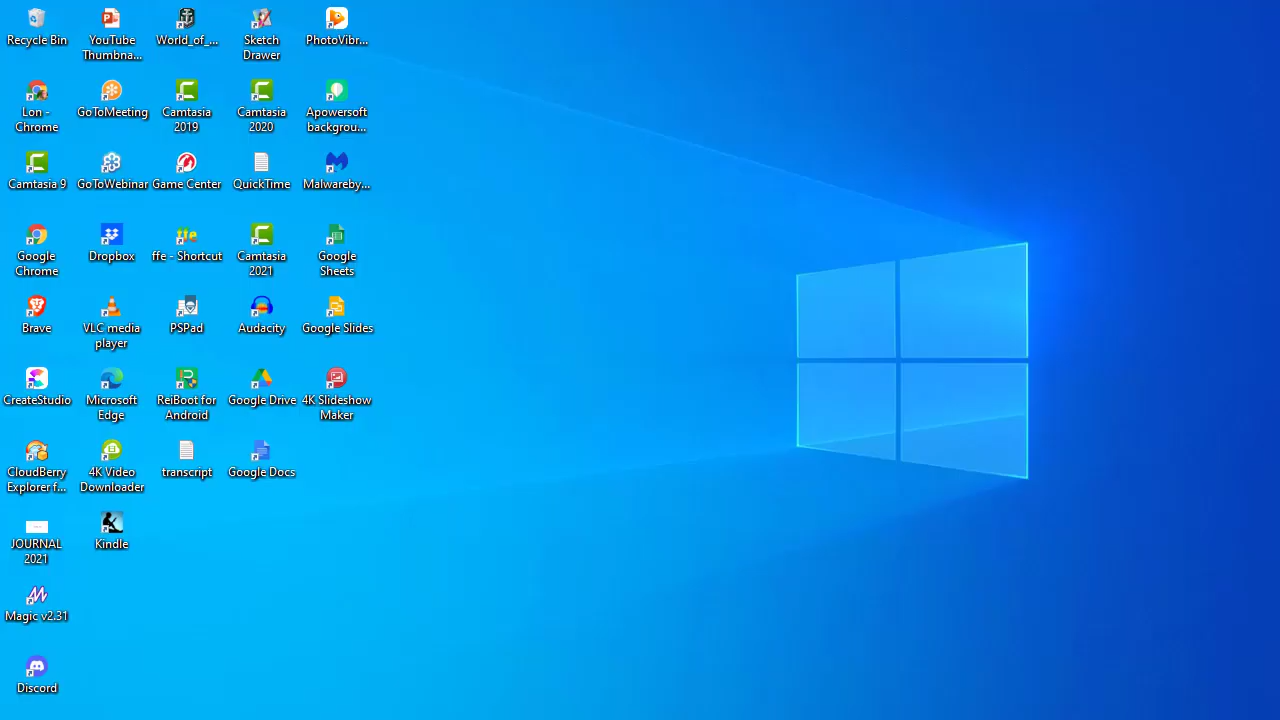 Recycle Bin
YouTube
Thumbna...
World_of_...
Sketch
Drawer
PhotoVibr...
Lon -
Chrome
GoToMeeting
Camtasia
2019
Camtasia
2020
Apowersoft
backgrou...
Camtasia 9
GoToWebinar
Game Center
QuickTime
Malwareby...
Google
Chrome
Dropbox
ffe - Shortcut
Camtasia
2021
Google
Sheets
Brave
VLC media
player
PSPad
Audacity
Google Slides
CreateStudio
Microsoft
Edge
ReiBoot for
Android
Google Drive
4K Slideshow
Maker
CloudBerry
Explorer f...
4K Video
Downloader
transcript
Google Docs
JOURNAL
2021
Kindle
Magic v2.31
Discord